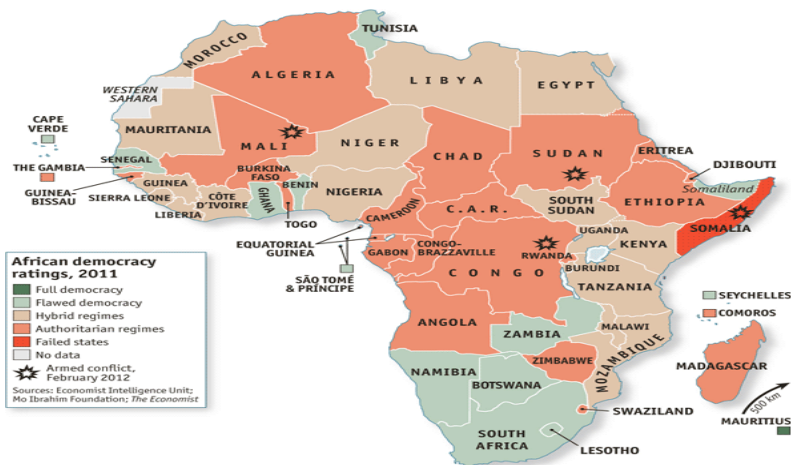 TUNISIA
MOROCCO
ALGERIA
LIBYA
EGYPT
WESTERN
SAHARA
CAPE
VERDE
MAURITANIA
MALI
NIGER
CHAD
SUDAN
ERITREA
DJIBOUTI
SENEGAL
THE GAMBIA
GUINEA-
BISSAU
GUINEA
SIERRA LEONE
LIBERIA
CÔTE
D'IVOIRE
BURKINA
FASO
GHANA
BENIN
TOGO
NIGERIA
CAMEROON
C.A.R.
SOUTH
SUDAN
ETHIOPIA
Somaliland
SOMALIA
EQUATORIAL
GUINEA
SÃO TOMÉ
& PRÍNCIPE
GABON
CONGO-
BRAZZAVILLE
CONGO
UGANDA
KENYA
RWANDA
BURUNDI
TANZANIA
SEYCHELLES
COMOROS
ANGOLA
ZAMBIA
MALAWI
MOZAMBIQUE
ZIMBABWE
MADAGASCAR
NAMIBIA
BOTSWANA
SWAZILAND
500 km
MAURITIUS
SOUTH
AFRICA
LESOTHO
African democracy
ratings, 2011
Full democracy
Flawed democracy
Hybrid regimes
Authoritarian regimes
Failed states
No data
Armed conflict,
February 2012
Sources: Economist Intelligence Unit;
Mo Ibrahim Foundation; The Economist